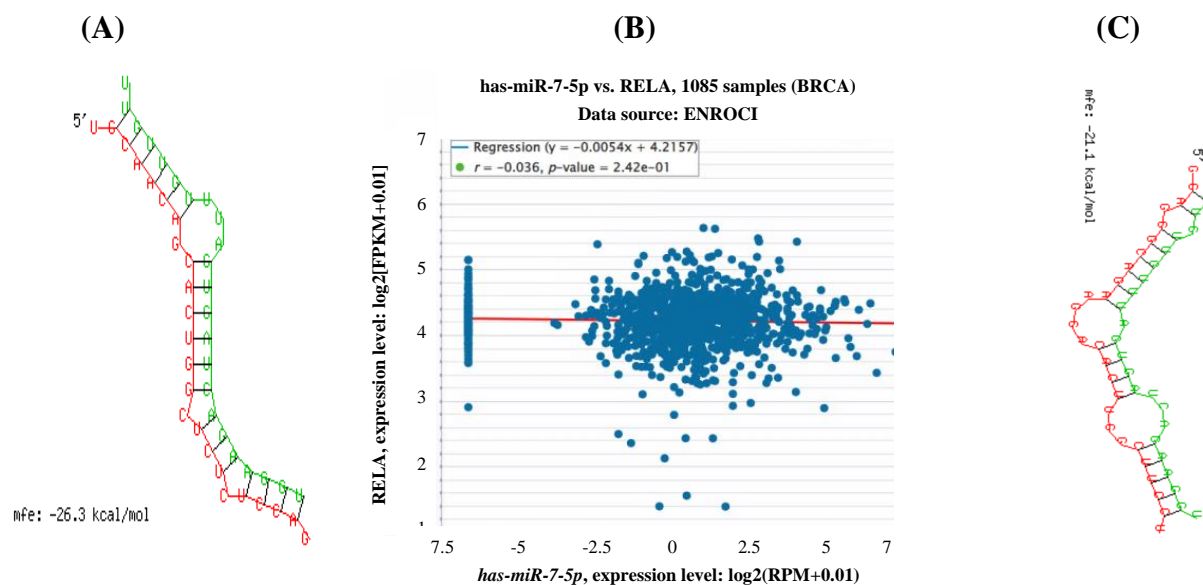 (A)
(B)
(C)
5'
mfe: -26.3 kcal/mol
has-miR-7-5p vs. RELA, 1085 samples (BRCA)
Data source: ENROCI
Regression (y = -0.0054x + 4.2157)
r = -0.036, p-value = 2.42e-01
RELA, expression level: log2[FPKM+0.01]
7
6
5
4
3
2
1
7.5 -5 -2.5 0 2.5 5 7
has-miR-7-5p, expression level: log2(RPM+0.01)
mfe: -21.1 kcal/mol
5'